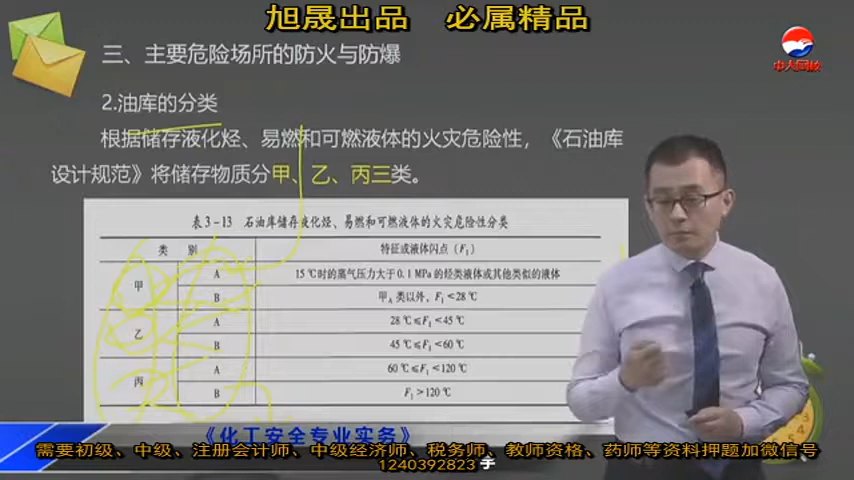 旭晟出品 必属精品
三、主要危险场所的防火与防爆
中大网校
2.油库的分类
根据储存液化烃、易燃和可燃液体的火灾危险性，《石油库
设计规范》将储存物质分甲、乙、丙三类。
表3-13 石油库储存液化烃、易燃和可燃液体的火灾危险性分类
类 别 特征或液体闪点（F₁）
甲 A 15 ℃时的蒸气压力大于 0.1 MPa 的烃类液体或其他类似的液体
B 甲A 类以外，F₁＜28 ℃
乙 A 28 ℃≤F₁＜45 ℃
B 45 ℃≤F₁＜60 ℃
丙 A 60 ℃≤F₁＜120 ℃
B F₁＞120 ℃
《化工安全专业实务》
需要初级、中级、注册会计师、中级经济师、税务师、教师资格、药师等资料押题加微信号
1240392823